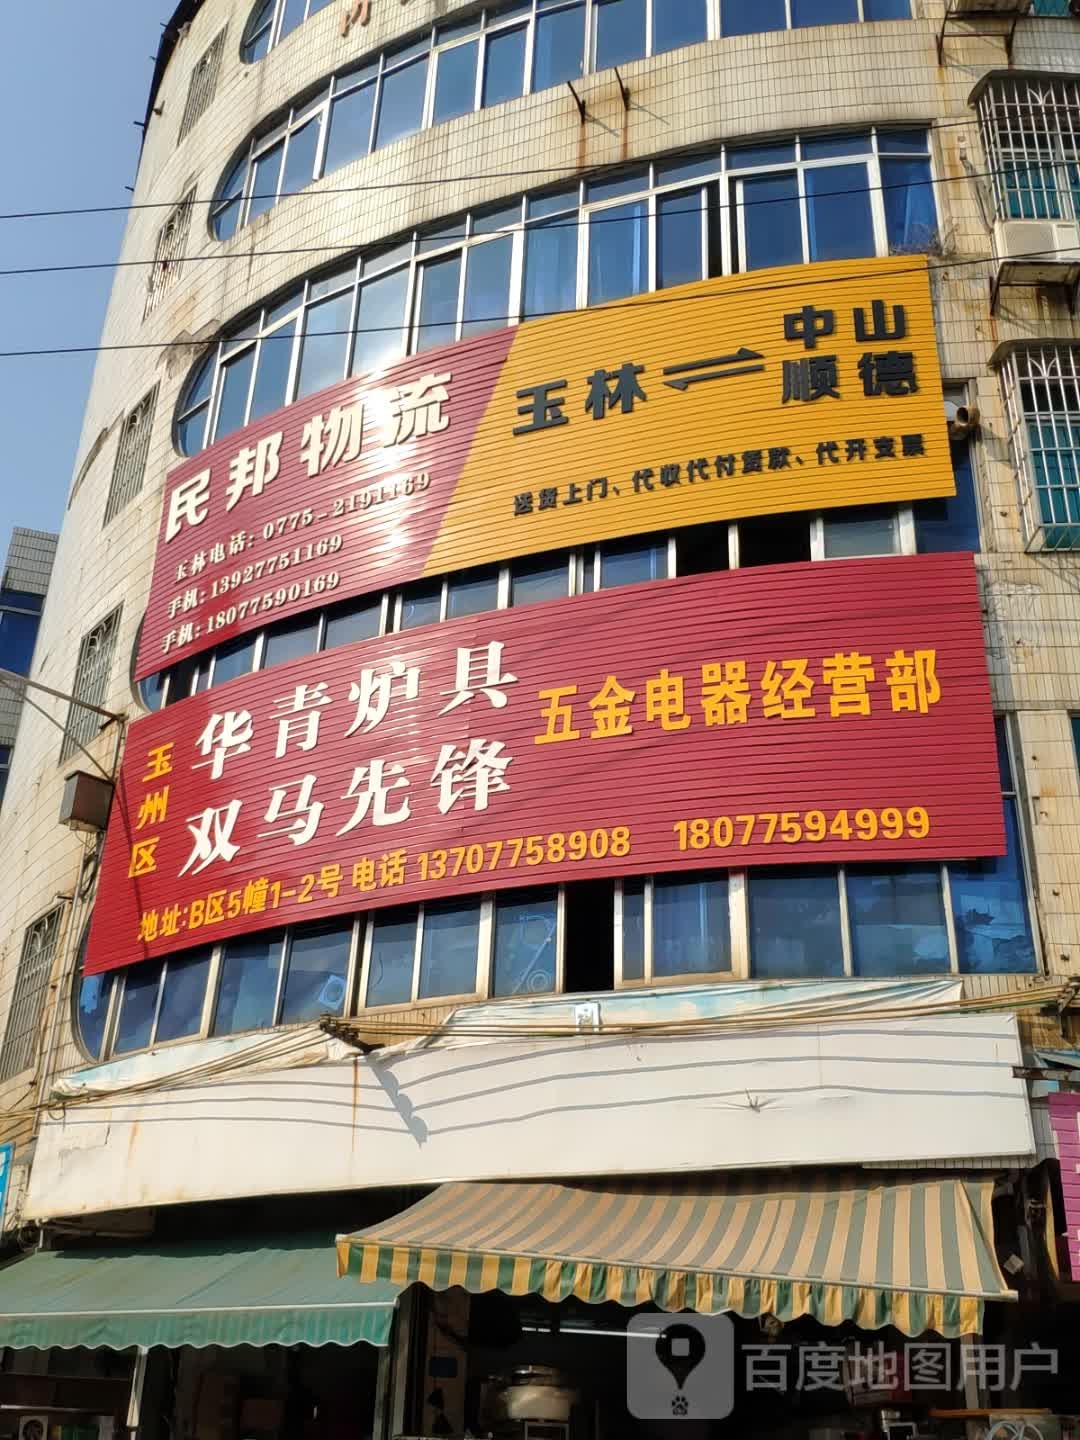 民邦物流
玉林电话：0775-2191169
手机：13927751169
手机：18077590169
玉林⇌中山
顺德
送货上门、代收代付货款、代开支票
玉州区
华青炉具
双马先锋
五金电器经营部
地址：B区5幢1-2号 电话 13707758908 18077594999
百度地图用户